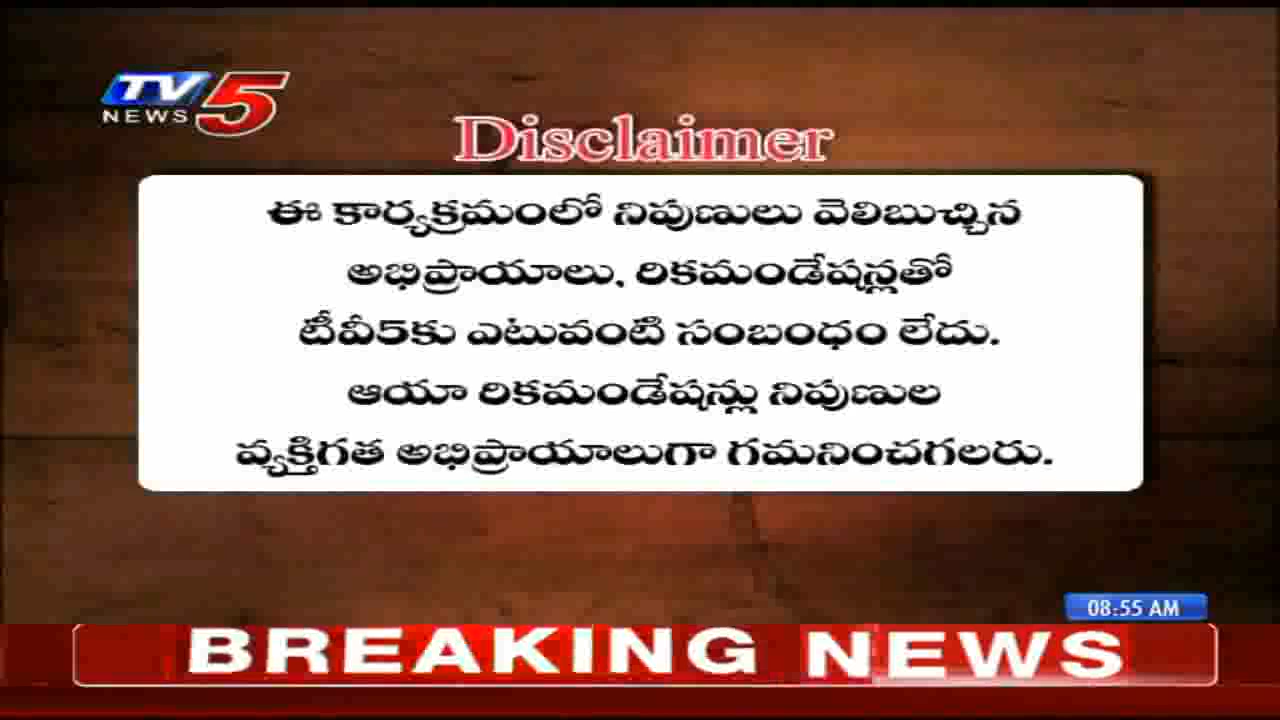 TV5
NEWS
Disclaimer
ఈ కార్యక్రమంలో నిపుణులు వెలిబుచ్చిన
అభిప్రాయాలు, రికమండేషన్లతో
టీవీ5కు ఎటువంటి సంబంధం లేదు.
ఆయా రికమండేషన్లు నిపుణుల
వ్యక్తిగత అభిప్రాయాలుగా గమనించగలరు.
08:55 AM
BREAKING NEWS